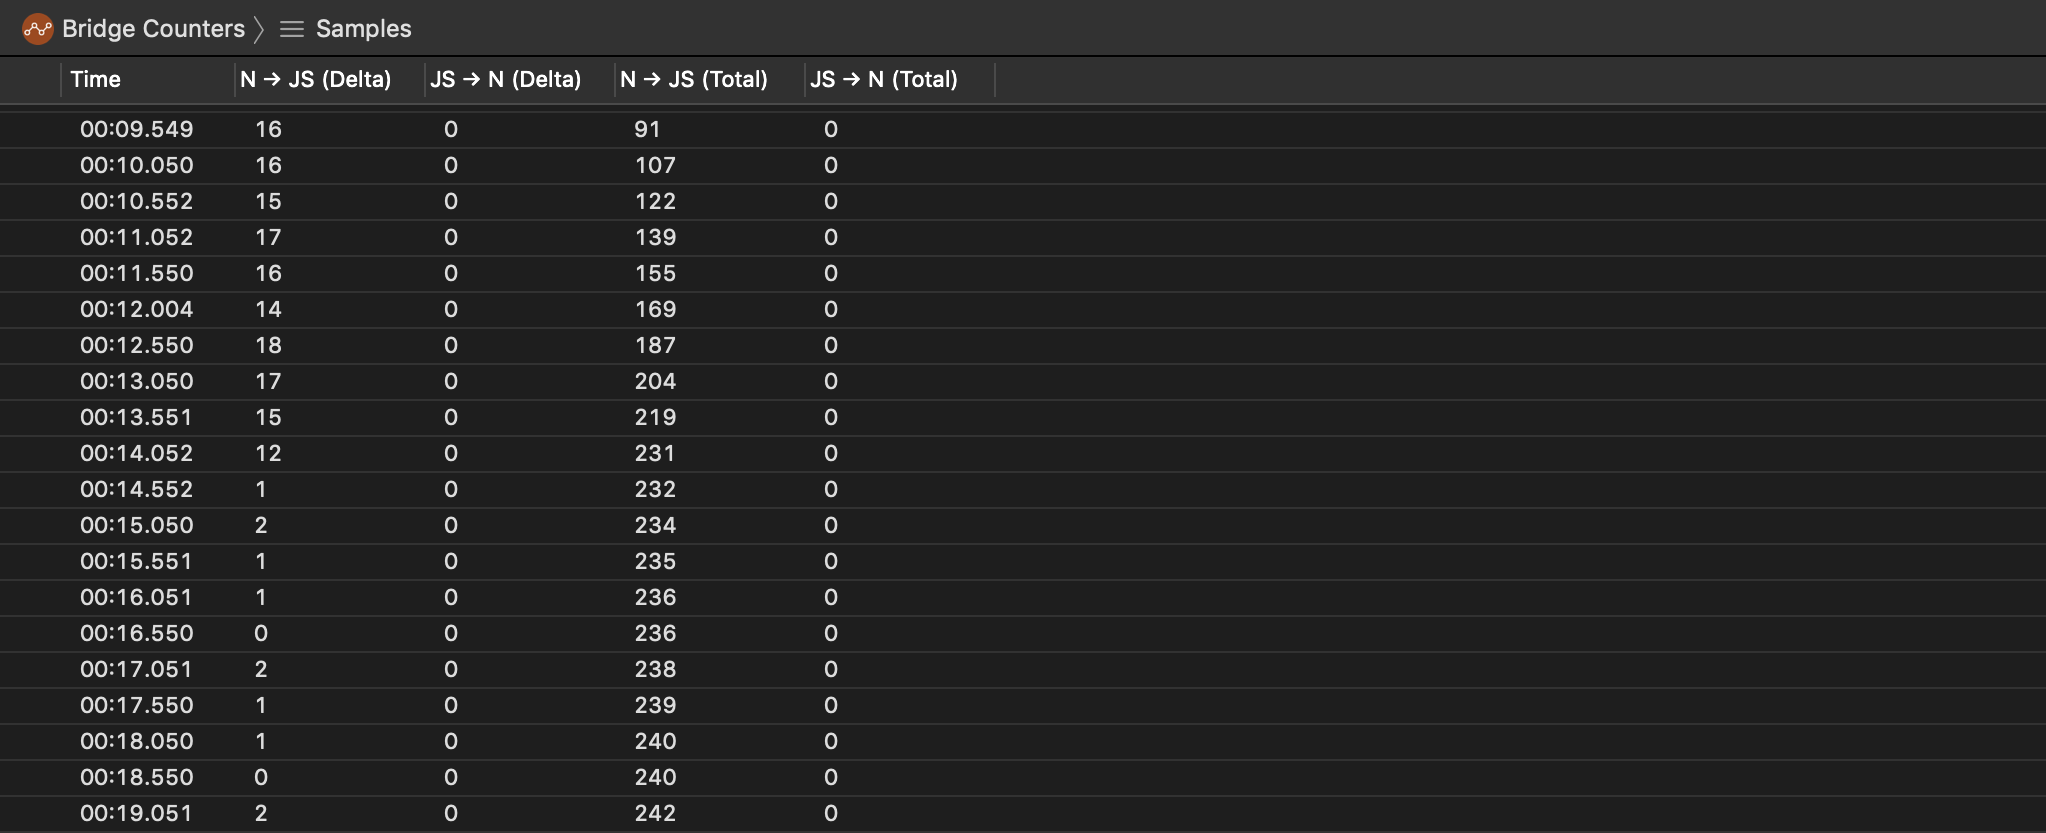 Bridge Counters 〉 Samples
Time N → JS (Delta) JS → N (Delta) N → JS (Total) JS → N (Total)
00:09.549 16 0 91 0
00:10.050 16 0 107 0
00:10.552 15 0 122 0
00:11.052 17 0 139 0
00:11.550 16 0 155 0
00:12.004 14 0 169 0
00:12.550 18 0 187 0
00:13.050 17 0 204 0
00:13.551 15 0 219 0
00:14.052 12 0 231 0
00:14.552 1 0 232 0
00:15.050 2 0 234 0
00:15.551 1 0 235 0
00:16.051 1 0 236 0
00:16.550 0 0 236 0
00:17.051 2 0 238 0
00:17.550 1 0 239 0
00:18.050 1 0 240 0
00:18.550 0 0 240 0
00:19.051 2 0 242 0